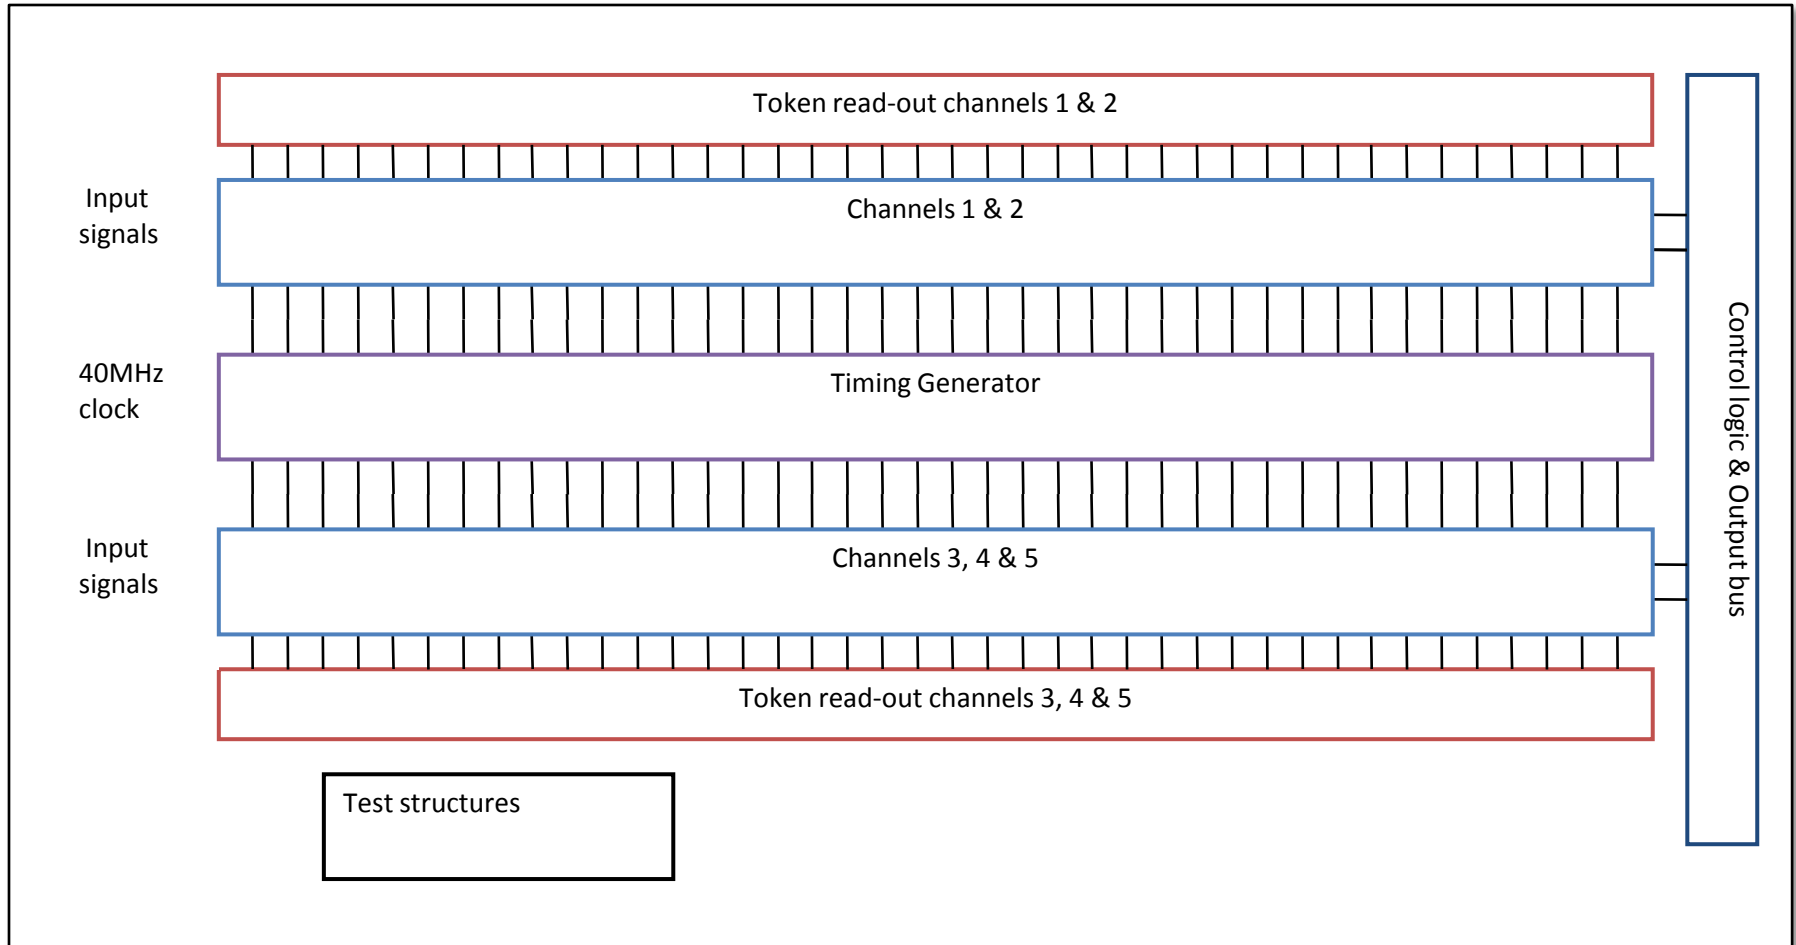 Token read-out channels 1 & 2
Input
signals
Channels 1 & 2
40MHz
clock
Timing Generator
Control logic & Output bus
Input
signals
Channels 3, 4 & 5
Token read-out channels 3, 4 & 5
Test structures